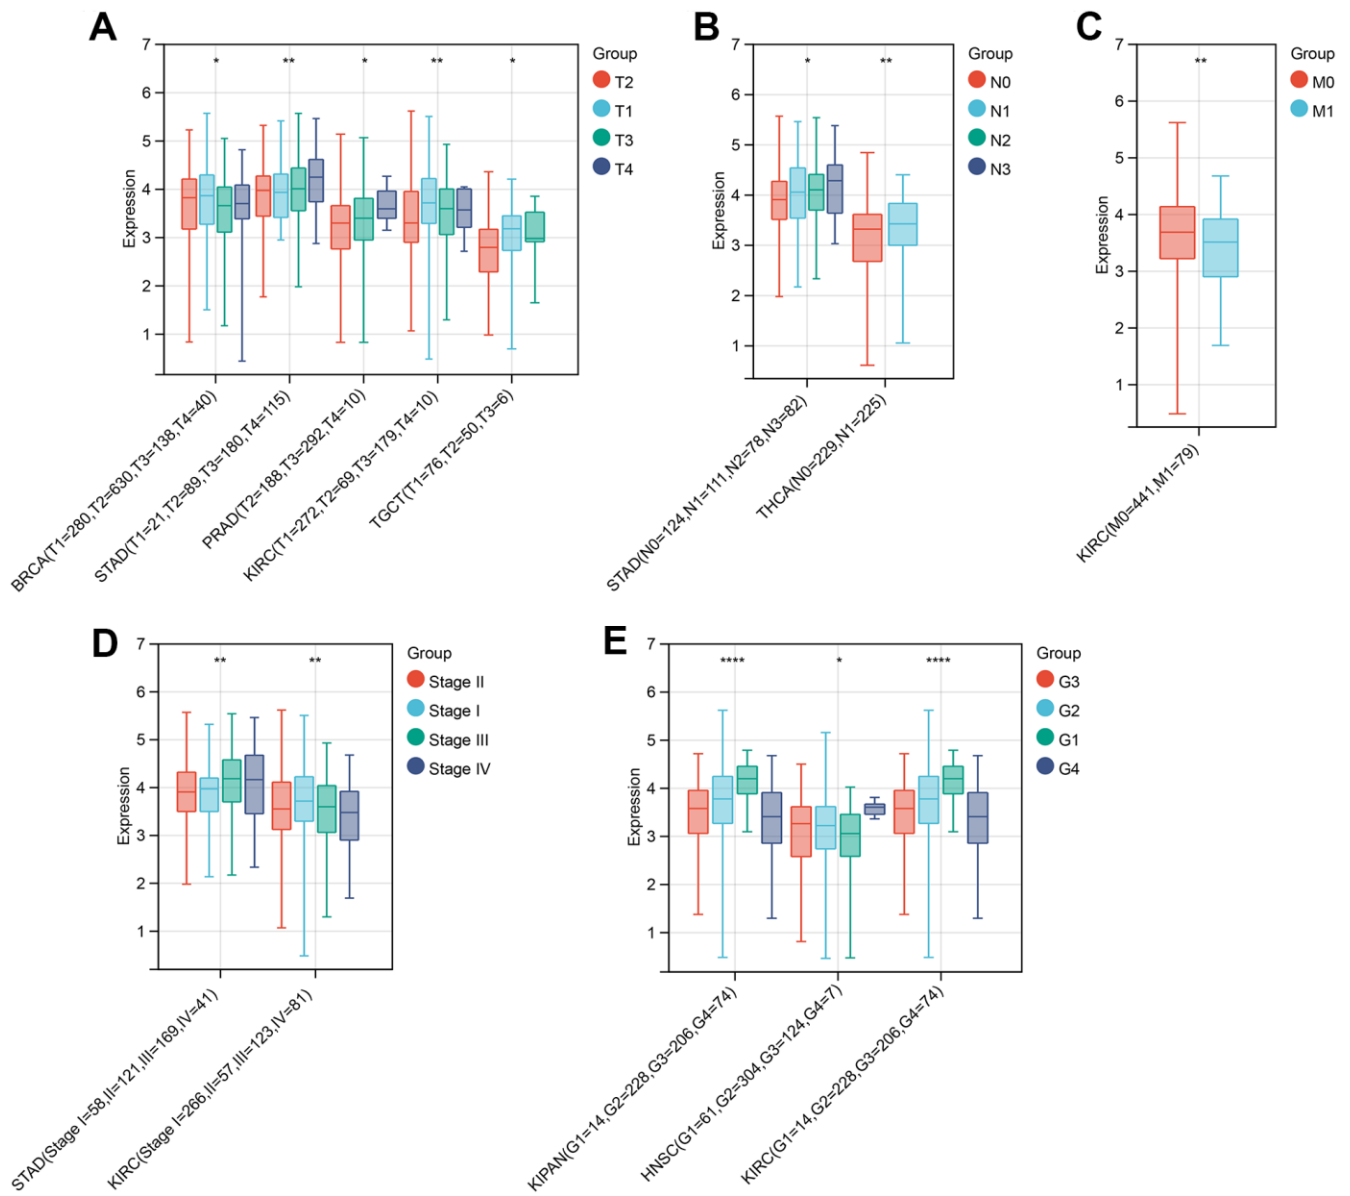 A
Expression
7
6
5
4
3
2
1
* ** * ** *
Group
T2
T1
T3
T4
BRCA(T1=280,T2=630,T3=138,T4=40)
STAD(T1=21,T2=89,T3=180,T4=115)
PRAD(T2=188,T3=292,T4=10)
KIRC(T1=272,T2=69,T3=179,T4=10)
TGCT(T1=76,T2=50,T3=6)
B
Expression
7
6
5
4
3
2
1
* **
Group
N0
N1
N2
N3
STAD(N0=124,N1=111,N2=78,N3=82)
THCA(N0=229,N1=225)
C
Expression
7
6
5
4
3
2
1
**
Group
M0
M1
KIRC(M0=441,M1=79)
D
Expression
7
6
5
4
3
2
1
** **
Group
Stage II
Stage I
Stage III
Stage IV
STAD(Stage I=58,II=121,III=169,IV=41)
KIRC(Stage I=266,II=57,III=123,IV=81)
E
Expression
7
6
5
4
3
2
1
**** * ****
Group
G3
G2
G1
G4
KIPAN(G1=14,G2=228,G3=206,G4=74)
HNSC(G1=61,G2=304,G3=124,G4=7)
KIRC(G1=14,G2=228,G3=206,G4=74)